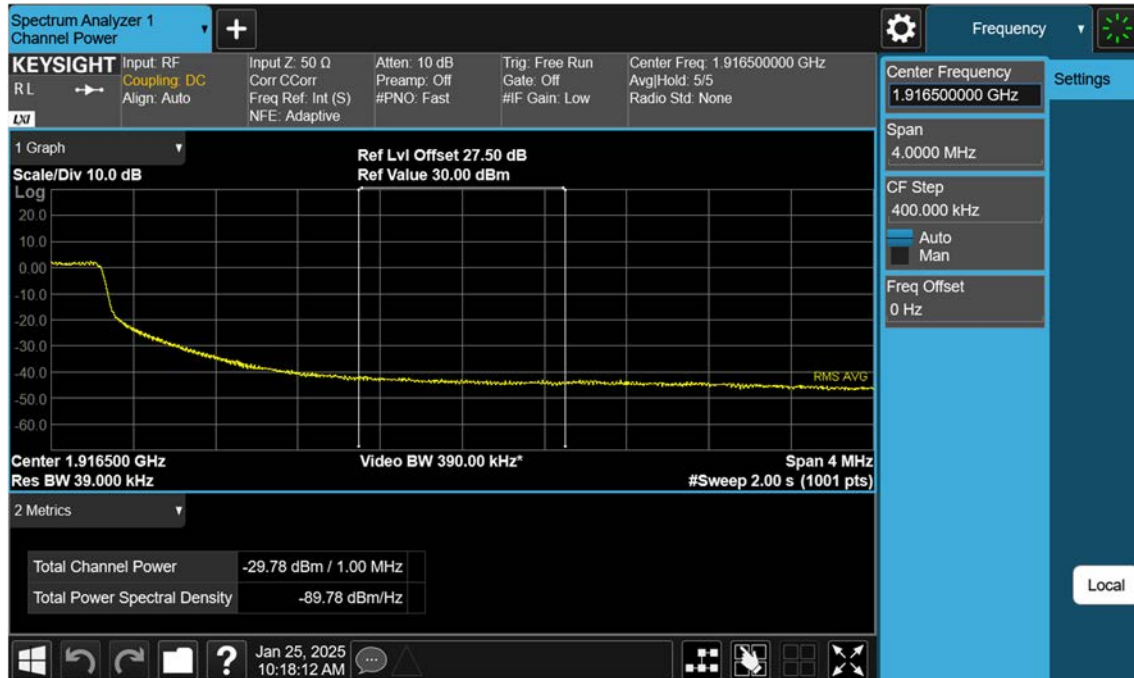 Spectrum Analyzer 1
Channel Power
Frequency
KEYSIGHT
RL
LXI
Input: RF
Coupling: DC
Align: Auto
Input Z: 50 Ω
Corr CCorr
Freq Ref: Int (S)
NFE: Adaptive
Atten: 10 dB
Preamp: Off
#PNO: Fast
Trig: Free Run
Gate: Off
#IF Gain: Low
Center Freq: 1.916500000 GHz
Avg|Hold: 5/5
Radio Std: None
1 Graph
Scale/Div 10.0 dB
Ref Lvl Offset 27.50 dB
Ref Value 30.00 dBm
Log
20.0
10.0
0.00
-10.0
-20.0
-30.0
-40.0
-50.0
-60.0
RMS AVG
Center 1.916500 GHz
Video BW 390.00 kHz*
Span 4 MHz
Res BW 39.000 kHz
#Sweep 2.00 s (1001 pts)
2 Metrics
Total Channel Power -29.78 dBm / 1.00 MHz
Total Power Spectral Density -89.78 dBm/Hz
Jan 25, 2025
10:18:12 AM
Center Frequency
1.916500000 GHz
Span
4.0000 MHz
CF Step
400.000 kHz
Auto
Man
Freq Offset
0 Hz
Settings
Local